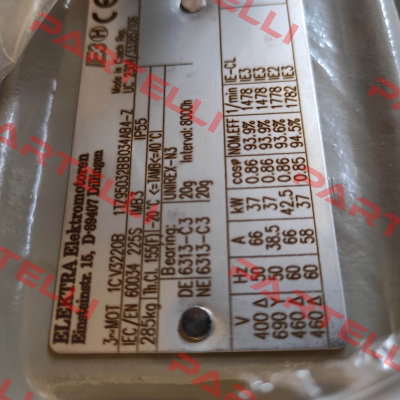 ELEKTRA Elektromotoren
Einsteinstr. 15, D-89407 Dillingen
IE3 H CE
Made in Czech Rep.
3~MOT 1CV3220B 1TZ95032BB034AB4-Z
IEC/EN 60034 225S IMB3 IP55
285kg Th.Cl. 155(F) -20°C<=TAMB<=40°C
Bearing: UNIREX-N3 Interval: 8000h
DE 6313-C3 20g
NE 6313-C3 20g
V Hz A kW cosφ NOM.EFF 1/min IE-CL
400 Δ 50 66 37 0.86 93.9% 1478 IE3
690 50 38.5 37 0.86 93.9% 1478 IE3
460 Δ 60 66 42.5 0.86 93.6% 1778 IE2
460 Δ 60 58 37 0.85 94.5% 1782 IE3
PARTELLI